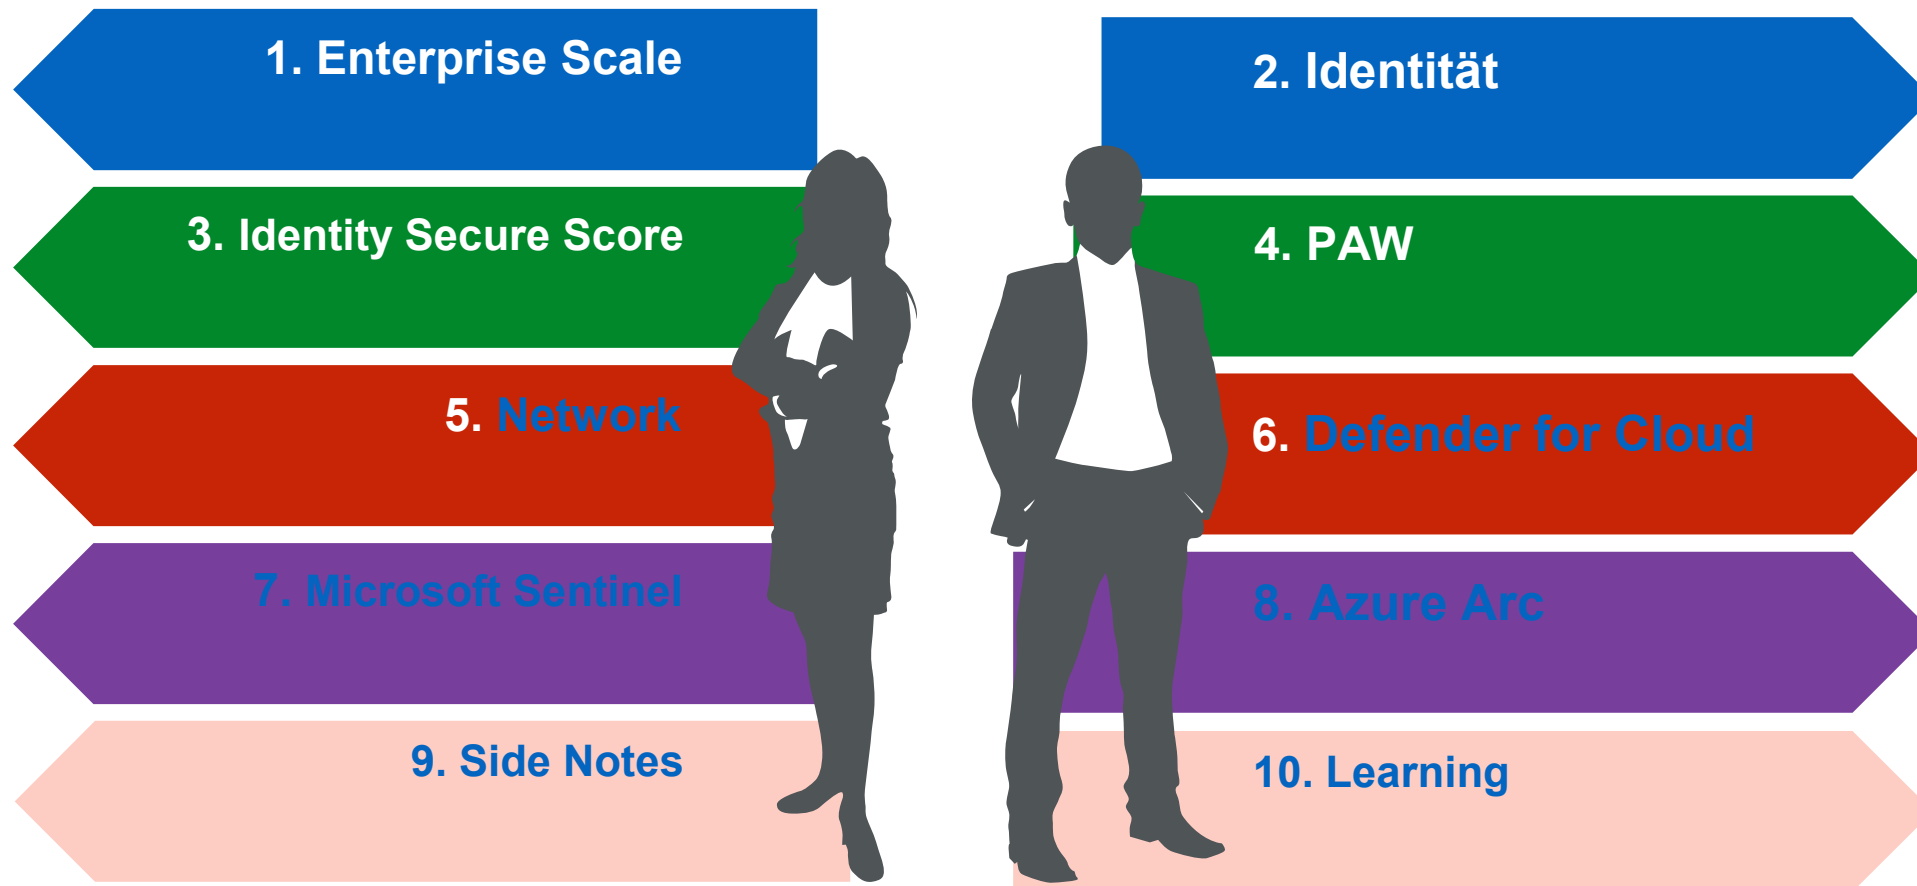 1. Enterprise Scale
2. Identität
3. Identity Secure Score
4. PAW
5. Network
6. Defender for Cloud
7. Microsoft Sentinel
8. Azure Arc
9. Side Notes
10. Learning